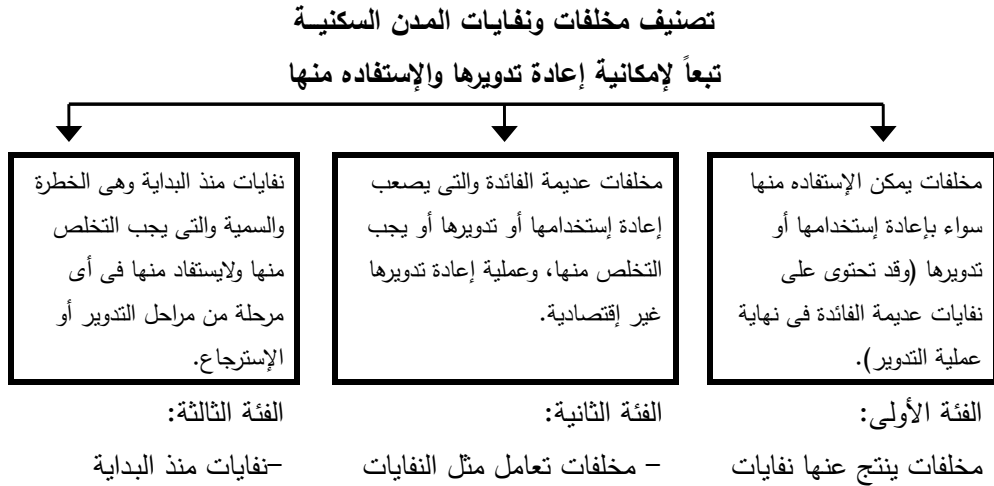 تصنيف مخلفات ونفايات المدن السكنيــة
تبعاً لإمكانية إعادة تدويرها والإستفاده منها
مخلفات يمكن الإستفاده منها
سواء بإعادة إستخدامها أو
تدويرها (وقد تحتوى على
نفايات عديمة الفائدة فى نهاية
عملية التدوير).
مخلفات عديمة الفائدة والتى يصعب
إعادة إستخدامها أو تدويرها أو يجب
التخلص منها، وعملية إعادة تدويرها
غير إقتصادية.
نفايات منذ البداية وهى الخطرة
والسمية والتى يجب التخلص
منها ولايستفاد منها فى أى
مرحلة من مراحل التدوير أو
الإسترجاع.
الفئة الأولى:
مخلفات ينتج عنها نفايات
الفئة الثانية:
- مخلفات تعامل مثل النفايات
الفئة الثالثة:
-نفايات منذ البداية